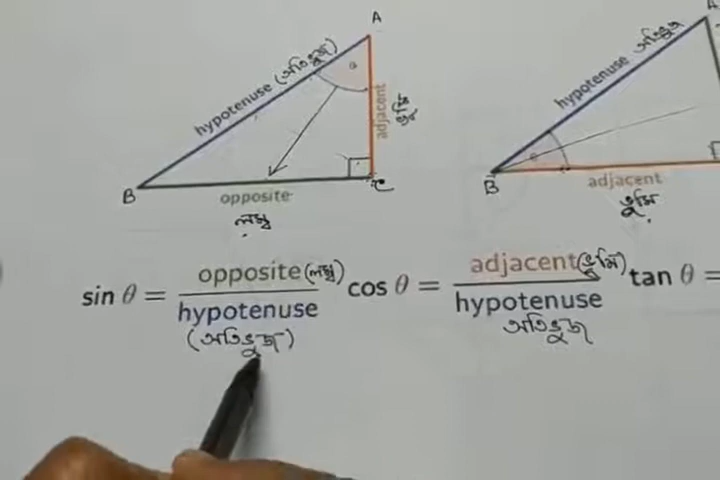 A
hypotenuse (অতিভুজ)
θ
adjacent
ভূমি
B
opposite
লম্ব
C
hypotenuse অতিভুজ
θ
B
adjacent
ভূমি
sin θ = opposite(লম্ব) / hypotenuse
(অতিভুজ)
cos θ = adjacent(ভূমি) / hypotenuse
অতিভুজ
tan θ =